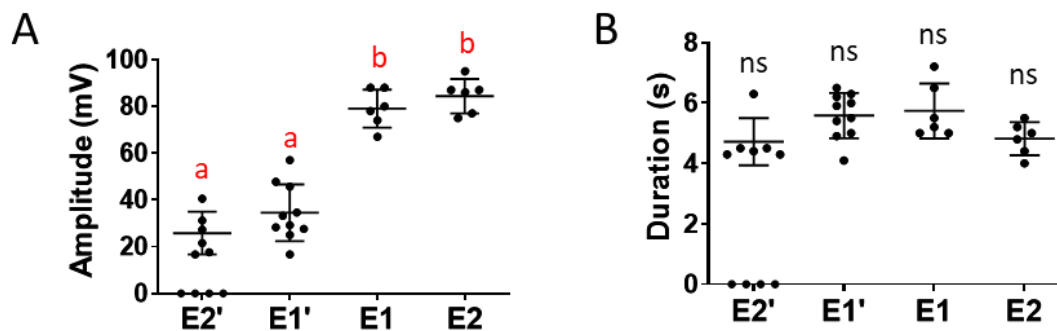 A
Amplitude (mV)
100
80
60
40
20
0
a
a
b
b
E2' E1' E1 E2
B
Duration (s)
8
6
4
2
0
ns
ns
ns
ns
E2' E1' E1 E2